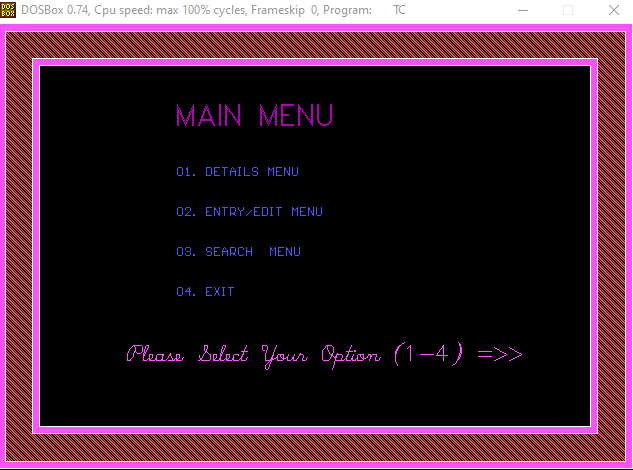 DOS BOX DOSBox 0.74, Cpu speed: max 100% cycles, Frameskip 0, Program: TC
MAIN MENU
01. DETAILS MENU
02. ENTRY/EDIT MENU
03. SEARCH MENU
04. EXIT
Please Select Your Option (1-4) =>>